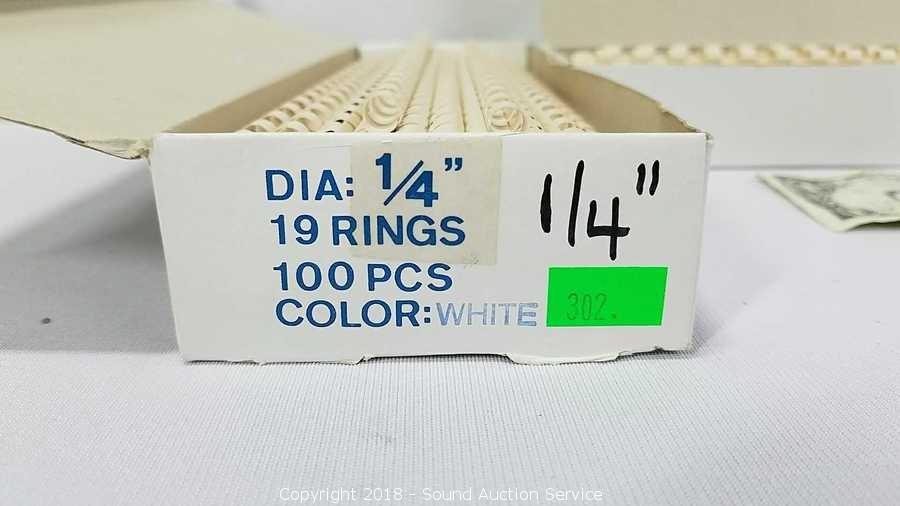 DIA: 1/4"
19 RINGS
100 PCS
COLOR: WHITE
1/4"
302.
Copyright 2018 - Sound Auction Service